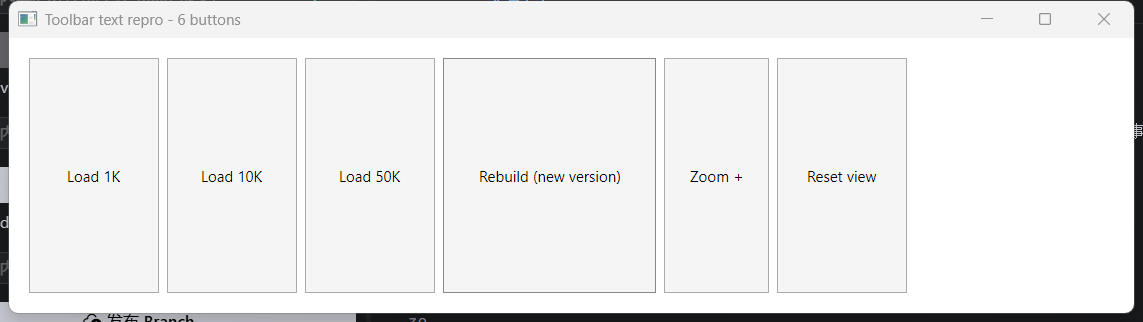 Toolbar text repro - 6 buttons
Load 1K
Load 10K
Load 50K
Rebuild (new version)
Zoom +
Reset view
事
发布 Branch